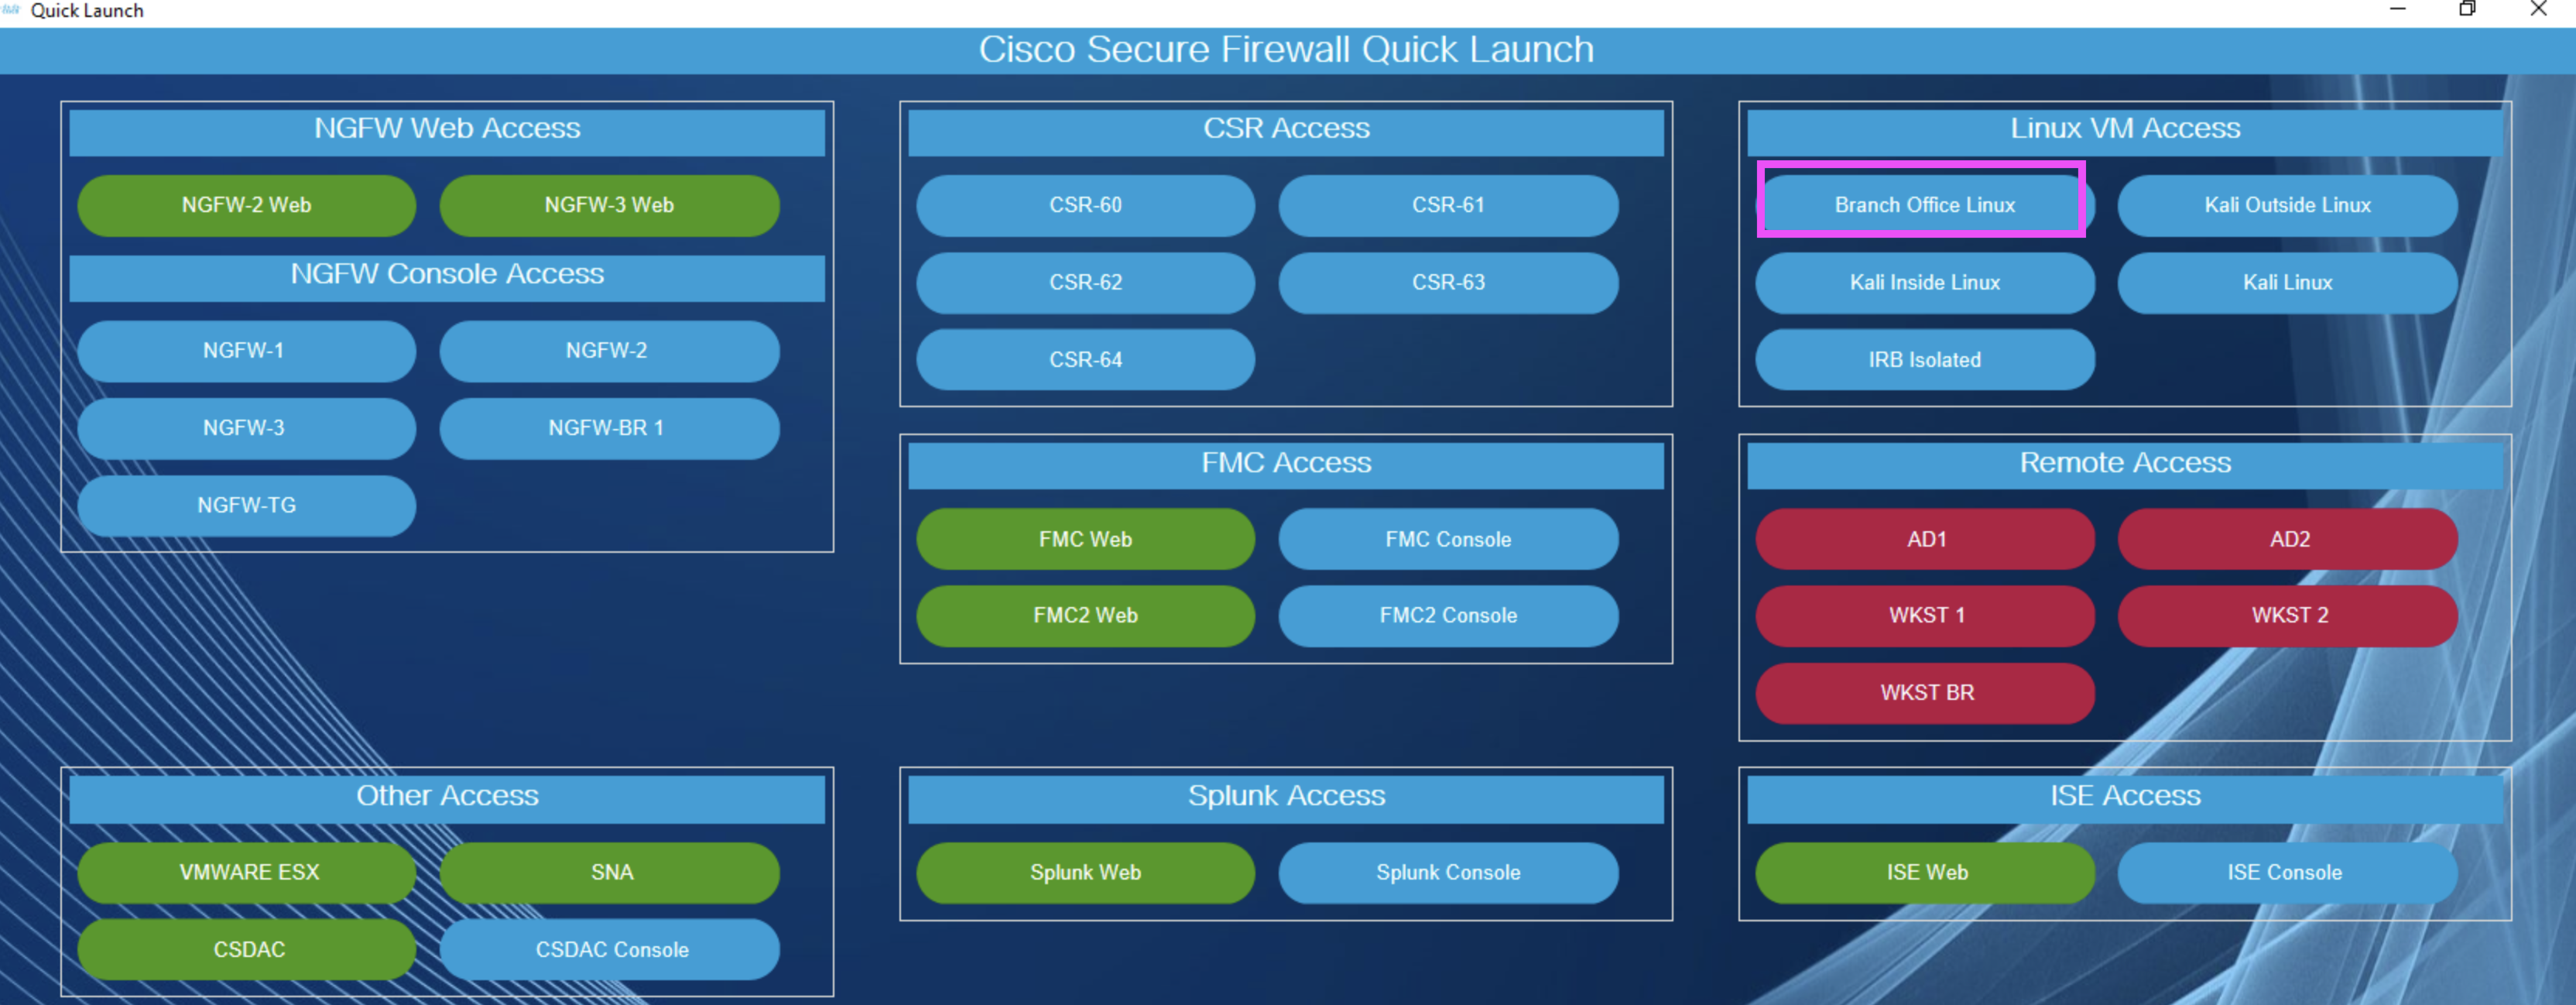 Quick Launch
Cisco Secure Firewall Quick Launch
NGFW Web Access
NGFW-2 Web
NGFW-3 Web
NGFW Console Access
NGFW-1
NGFW-2
NGFW-3
NGFW-BR 1
NGFW-TG
CSR Access
CSR-60
CSR-61
CSR-62
CSR-63
CSR-64
Linux VM Access
Branch Office Linux
Kali Outside Linux
Kali Inside Linux
Kali Linux
IRB Isolated
FMC Access
FMC Web
FMC Console
FMC2 Web
FMC2 Console
Remote Access
AD1
AD2
WKST 1
WKST 2
WKST BR
Other Access
VMWARE ESX
SNA
CSDAC
CSDAC Console
Splunk Access
Splunk Web
Splunk Console
ISE Access
ISE Web
ISE Console